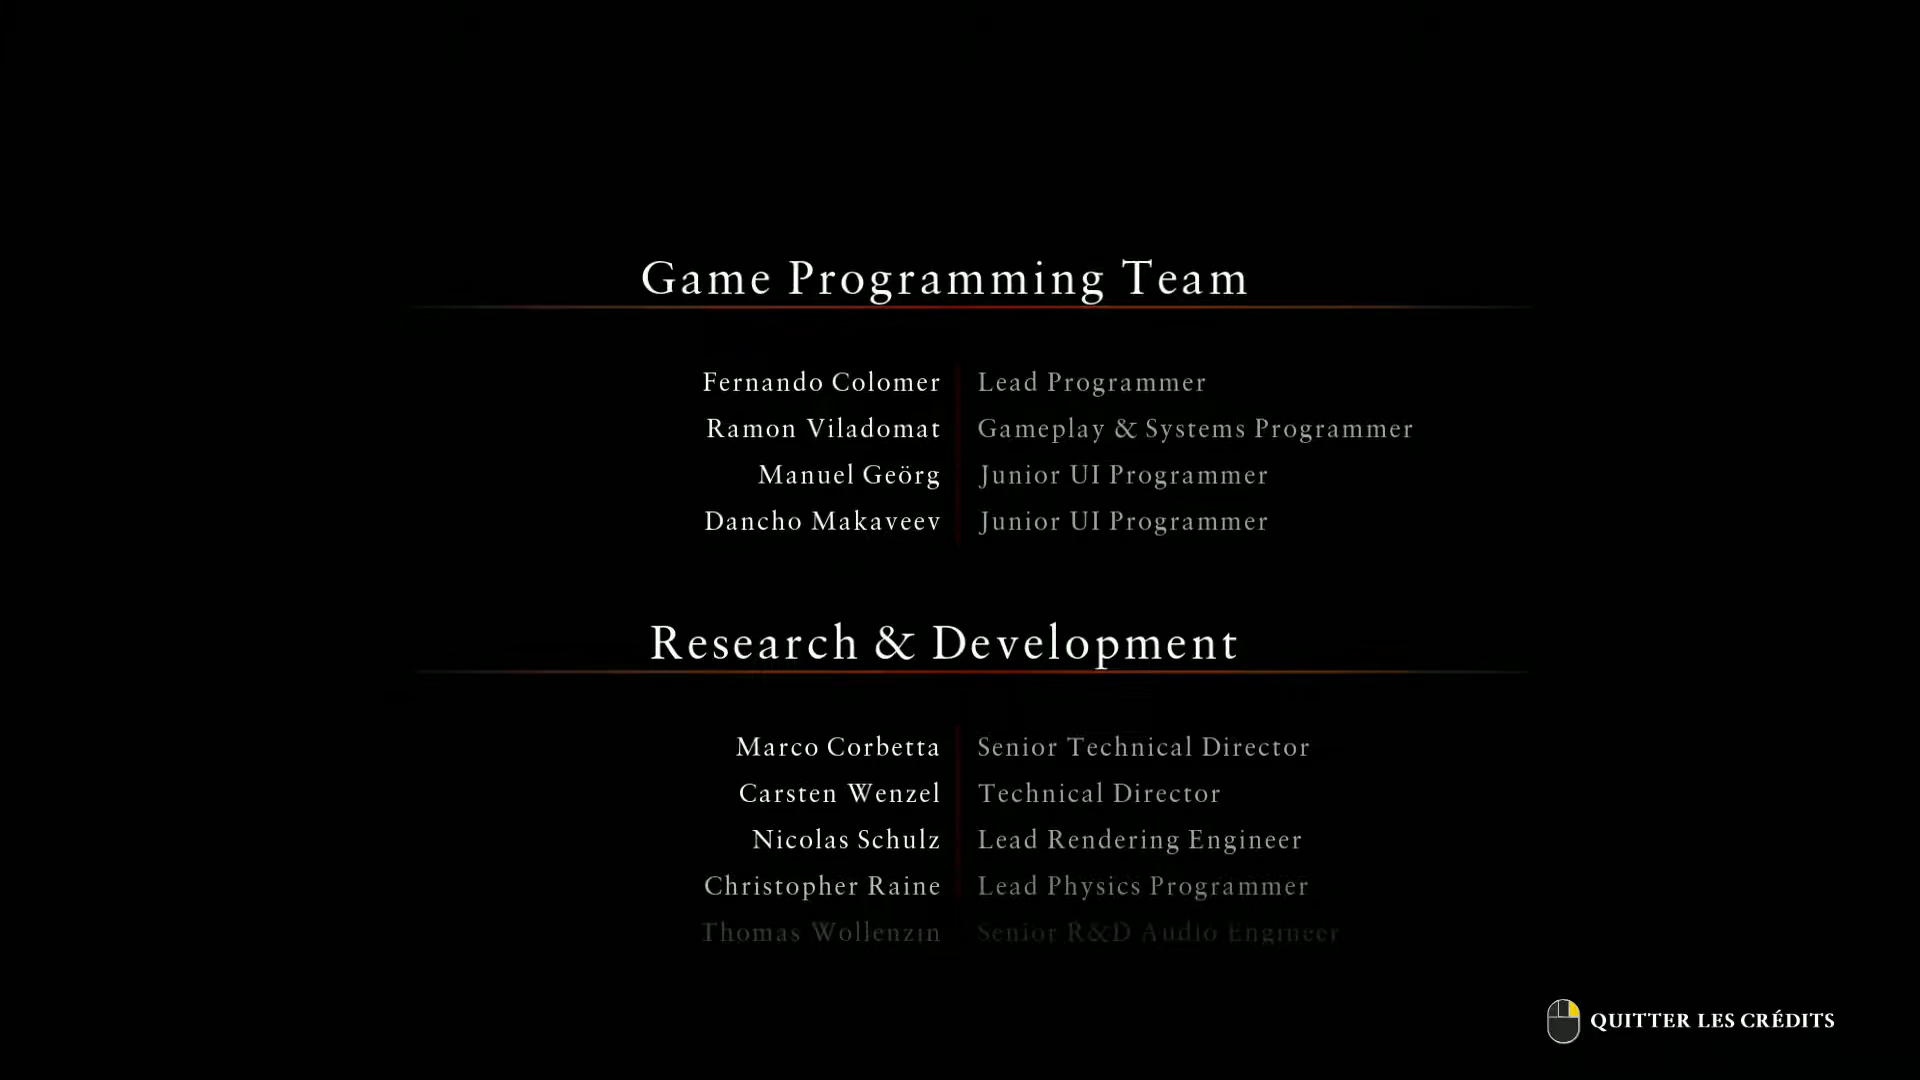 Game Programming Team
Fernando Colomer Lead Programmer
Ramon Viladomat Gameplay & Systems Programmer
Manuel Geörg Junior UI Programmer
Dancho Makaveev Junior UI Programmer
Research & Development
Marco Corbetta Senior Technical Director
Carsten Wenzel Technical Director
Nicolas Schulz Lead Rendering Engineer
Christopher Raine Lead Physics Programmer
Thomas Wollenzin Senior R&D Audio Engineer
QUITTER LES CRÉDITS